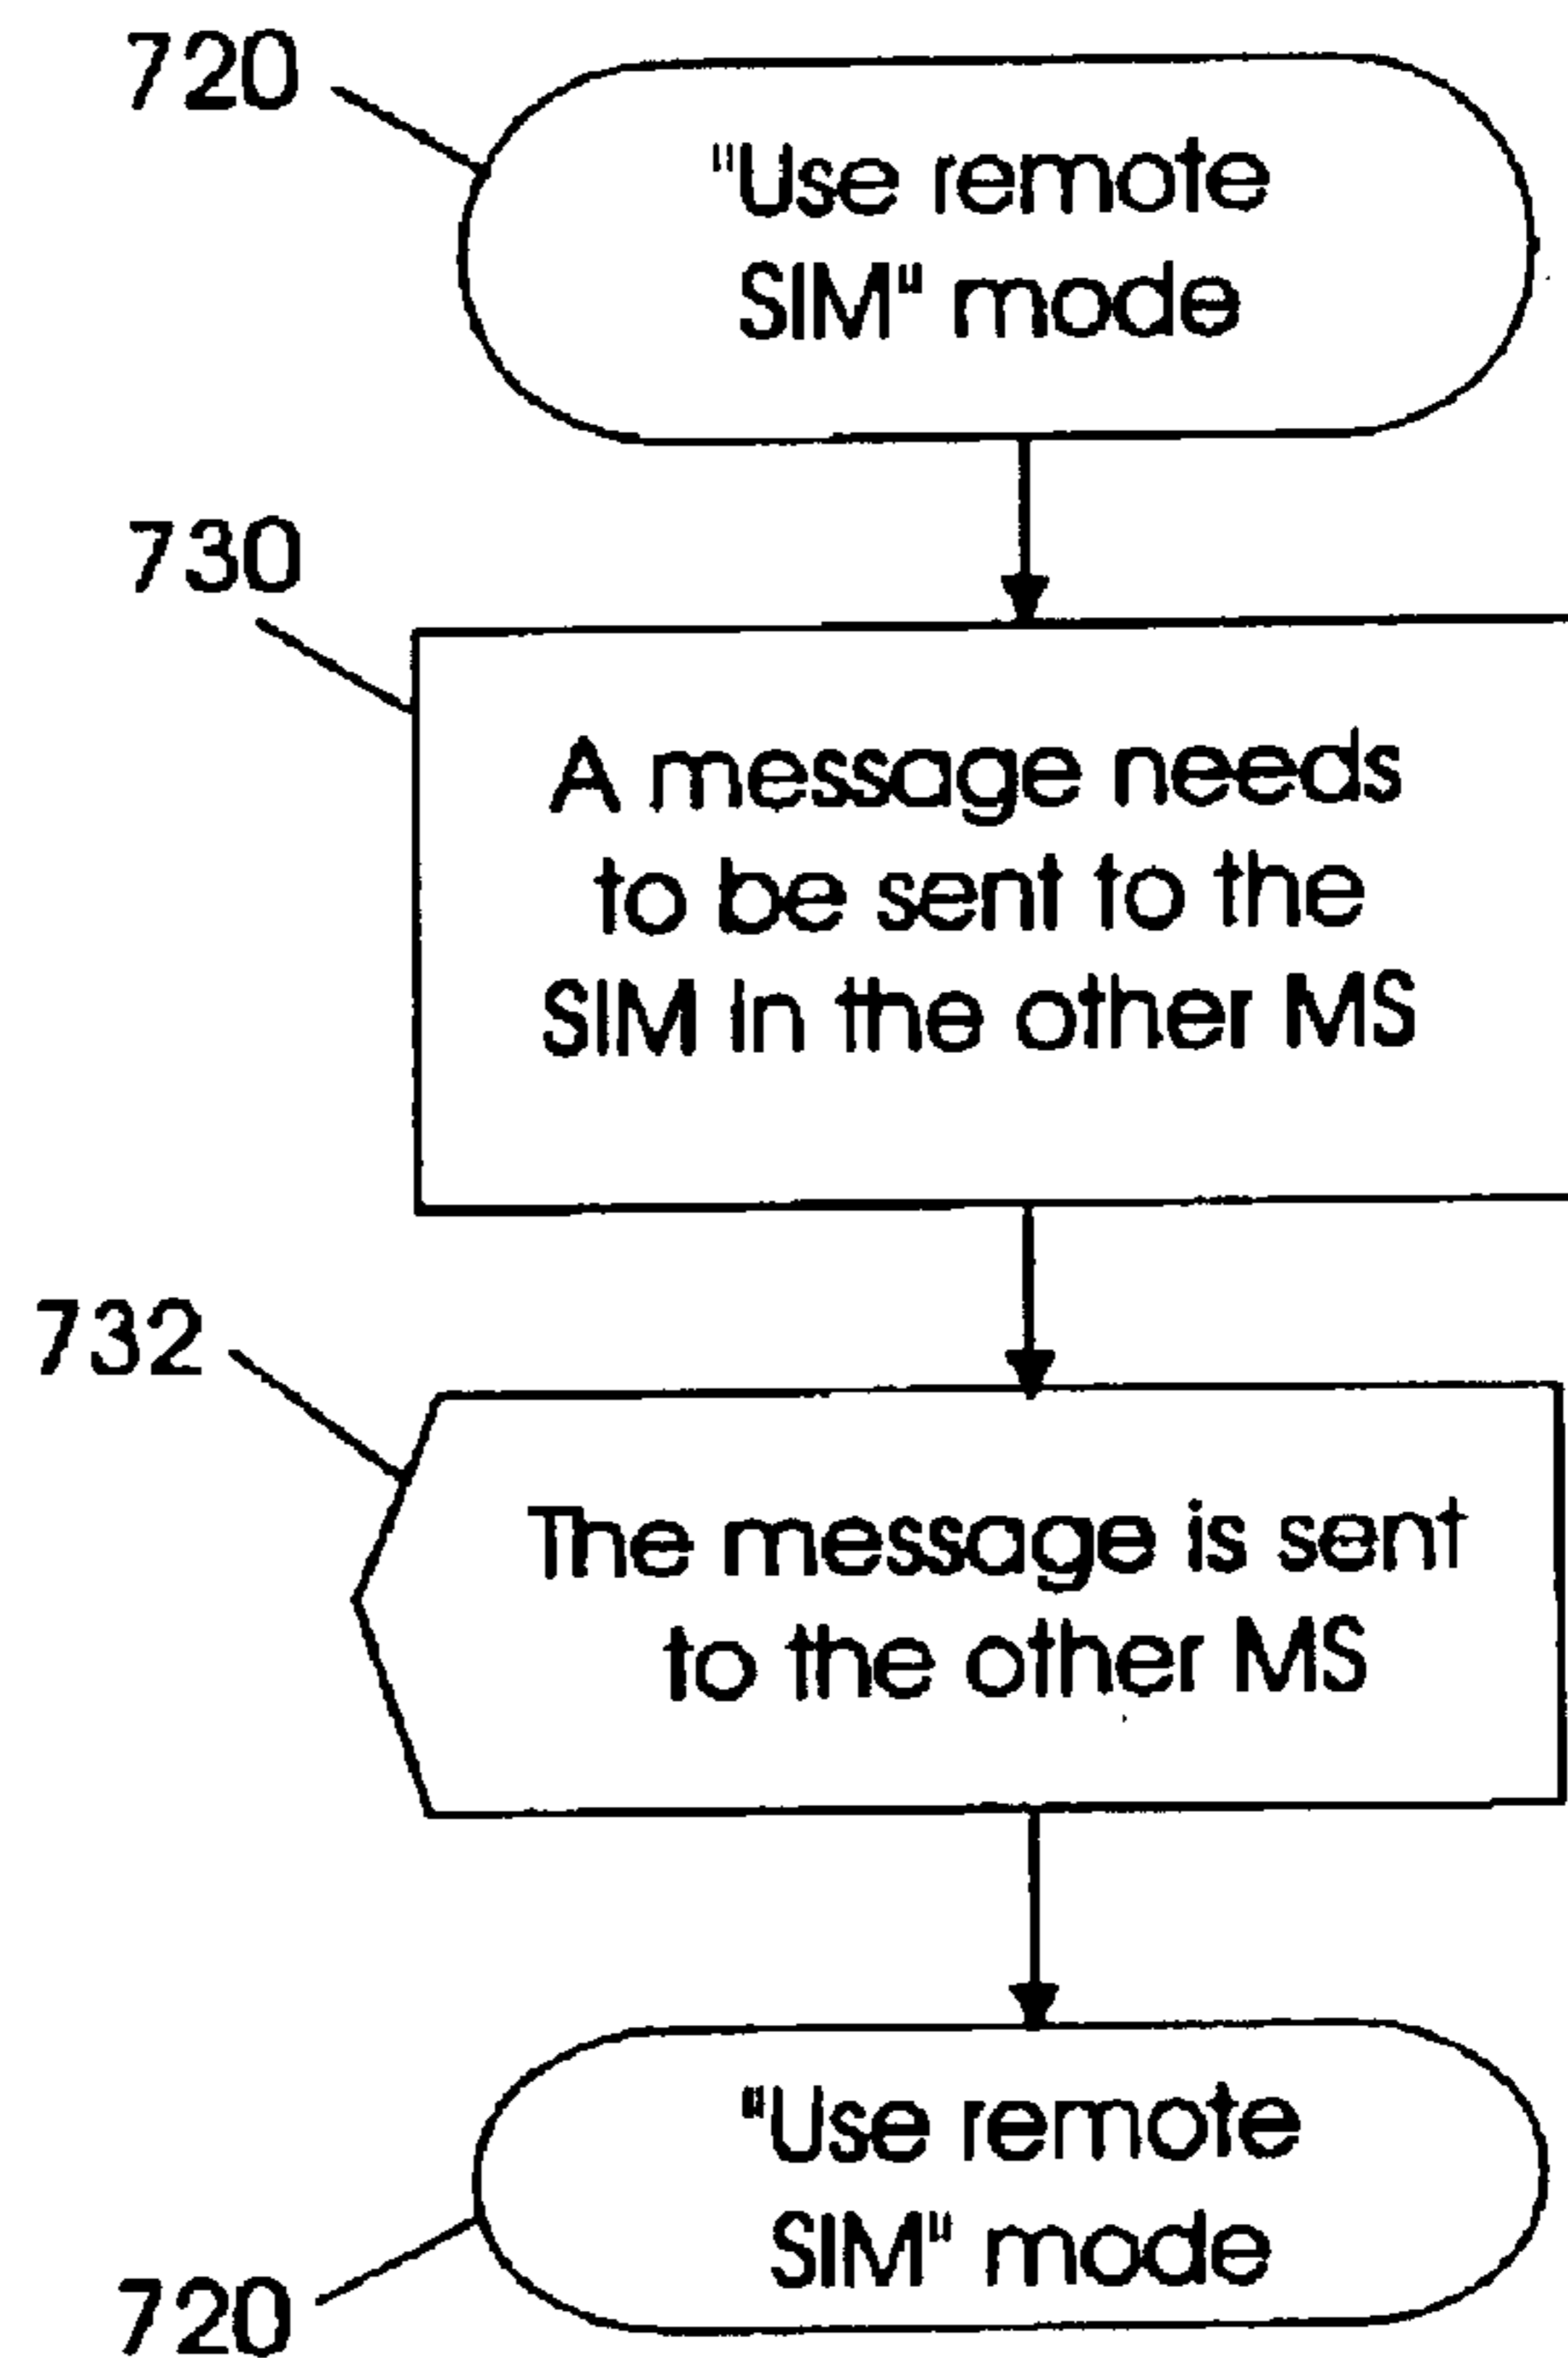 720
"Use remote
SIM" mode
730
A message needs
to be sent to the
SIM in the other MS
732
The message is sent
to the other MS
"Use remote
SIM" mode
720